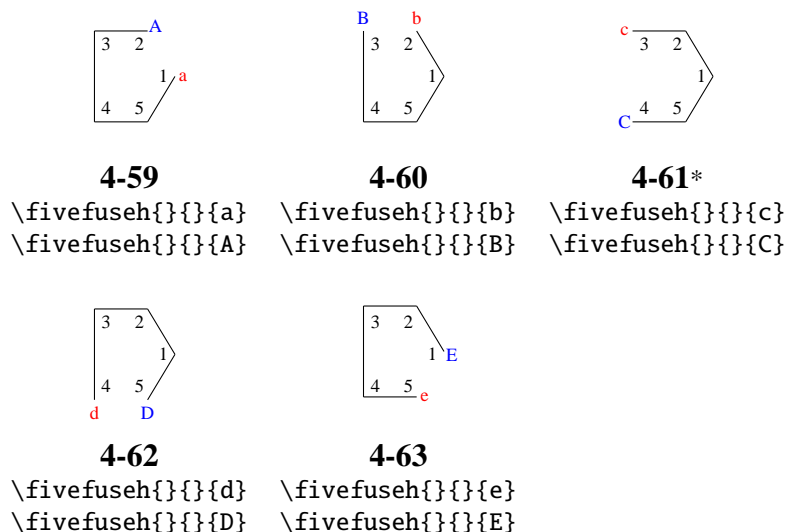 A B b c
3 2 3 2 3 2
1 a 1 1
4 5 4 5 C 4 5
4-59 4-60 4-61*
\fivefuseh{}{}{a} \fivefuseh{}{}{b} \fivefuseh{}{}{c}
\fivefuseh{}{}{A} \fivefuseh{}{}{B} \fivefuseh{}{}{C}
3 2 3 2
1 1 E
4 5 4 5 e
d D
4-62 4-63
\fivefuseh{}{}{d} \fivefuseh{}{}{e}
\fivefuseh{}{}{D} \fivefuseh{}{}{E}